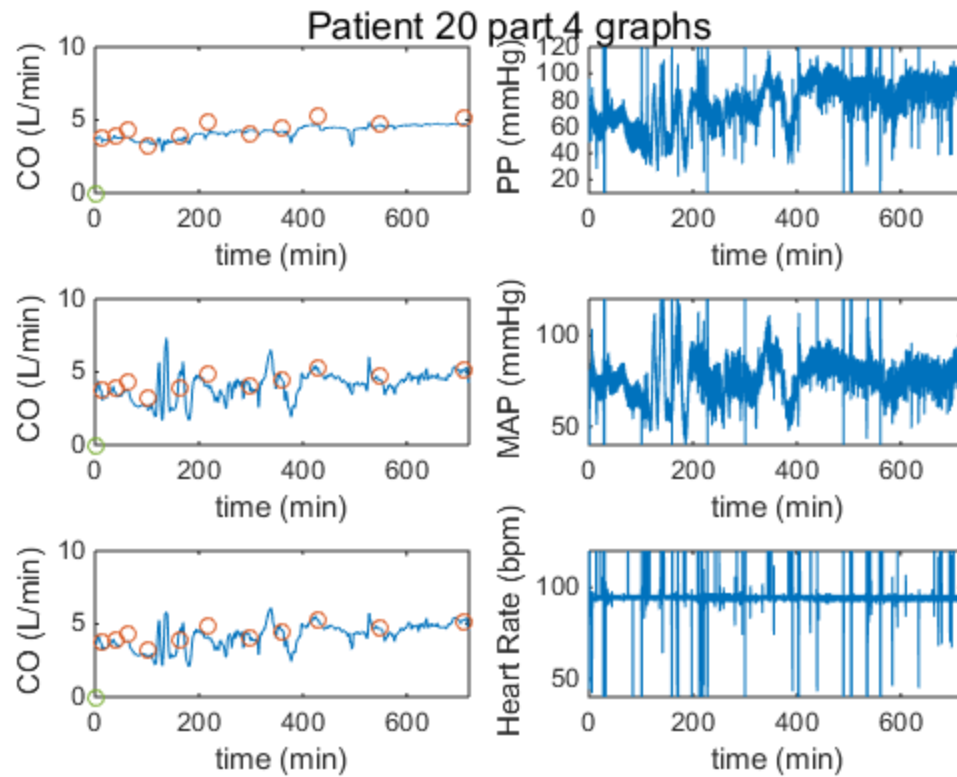 Patient 20 part 4 graphs
10
5
0
CO (L/min)
0 200 400 600
time (min)
120
100
80
60
40
20
PP (mmHg)
0 200 400 600
time (min)
10
5
0
CO (L/min)
0 200 400 600
time (min)
100
50
MAP (mmHg)
0 200 400 600
time (min)
10
5
0
CO (L/min)
0 200 400 600
time (min)
100
50
Heart Rate (bpm)
0 200 400 600
time (min)